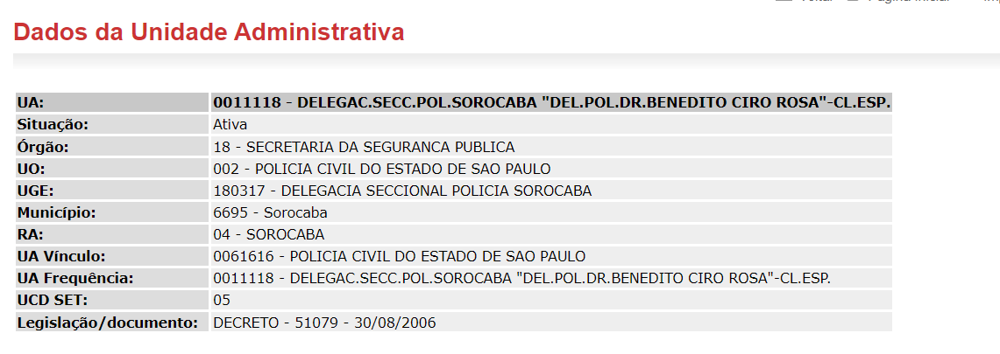 Dados da Unidade Administrativa
UA: 0011118 - DELEGAC.SECC.POL.SOROCABA "DEL.POL.DR.BENEDITO CIRO ROSA"-CL.ESP.
Situação: Ativa
Órgão: 18 - SECRETARIA DA SEGURANCA PUBLICA
UO: 002 - POLICIA CIVIL DO ESTADO DE SAO PAULO
UGE: 180317 - DELEGACIA SECCIONAL POLICIA SOROCABA
Município: 6695 - Sorocaba
RA: 04 - SOROCABA
UA Vínculo: 0061616 - POLICIA CIVIL DO ESTADO DE SAO PAULO
UA Frequência: 0011118 - DELEGAC.SECC.POL.SOROCABA "DEL.POL.DR.BENEDITO CIRO ROSA"-CL.ESP.
UCD SET: 05
Legislação/documento: DECRETO - 51079 - 30/08/2006